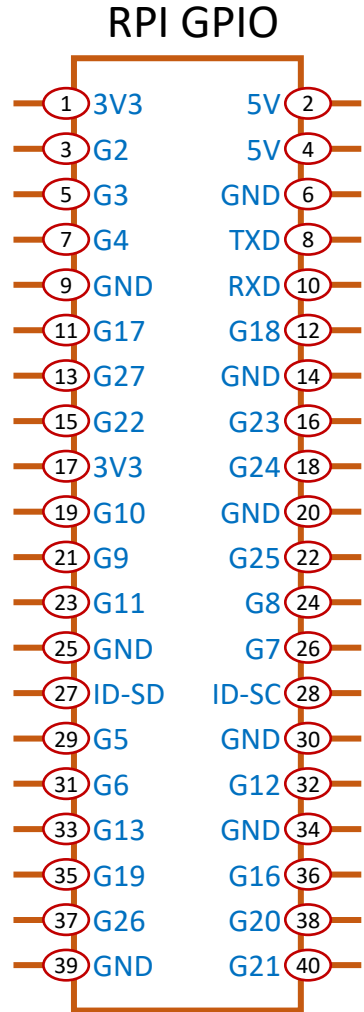 RPI GPIO
1 3V3 5V 2
3 G2 5V 4
5 G3 GND 6
7 G4 TXD 8
9 GND RXD 10
11 G17 G18 12
13 G27 GND 14
15 G22 G23 16
17 3V3 G24 18
19 G10 GND 20
21 G9 G25 22
23 G11 G8 24
25 GND G7 26
27 ID-SD ID-SC 28
29 G5 GND 30
31 G6 G12 32
33 G13 GND 34
35 G19 G16 36
37 G26 G20 38
39 GND G21 40